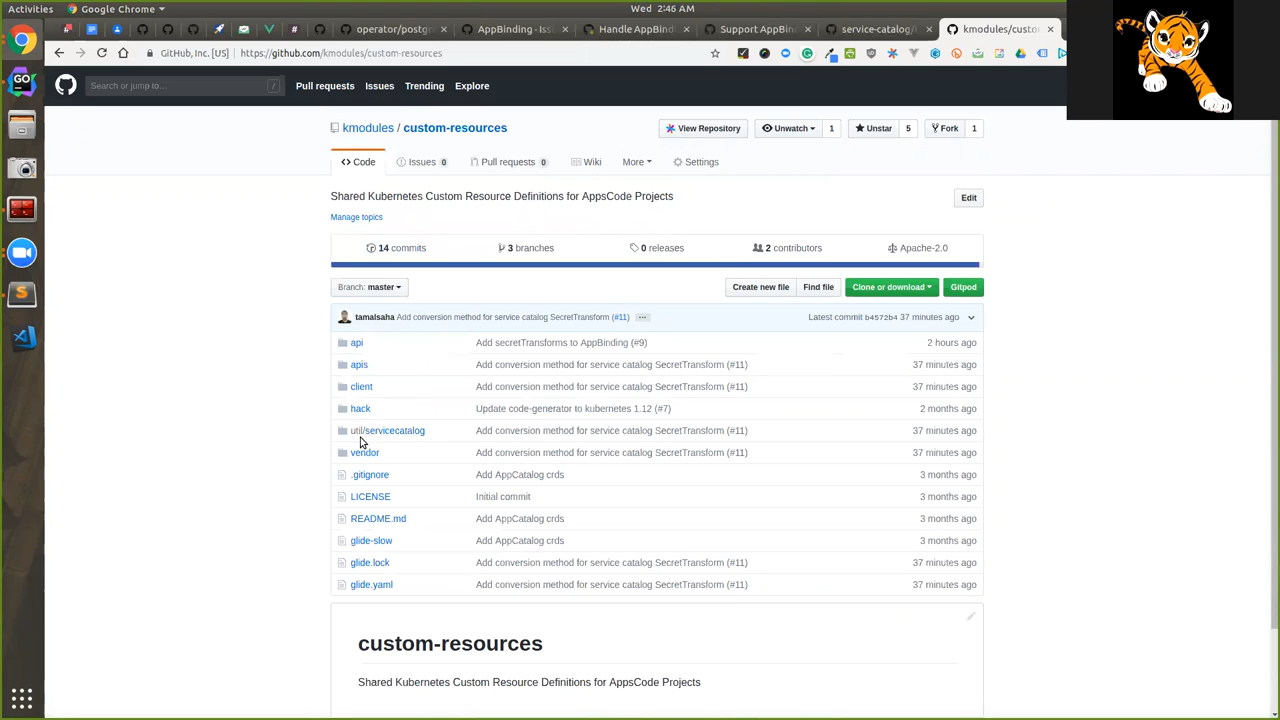 Activities Google Chrome Wed 2:46 AM
operator/postgr AppBinding · Iss Handle AppBind Support AppBin service-catalog/ kmodules/custo
GitHub, Inc. [US] https://github.com/kmodules/custom-resources
Search or jump to... / Pull requests Issues Trending Explore
kmodules / custom-resources View Repository Unwatch 1 Unstar 5 Fork 1
Code Issues 0 Pull requests 0 Wiki More Settings
Shared Kubernetes Custom Resource Definitions for AppsCode Projects Edit
Manage topics
14 commits 3 branches 0 releases 2 contributors Apache-2.0
Branch: master Create new file Find file Clone or download Gitpod
tamalsaha Add conversion method for service catalog SecretTransform (#11) ... Latest commit b4572b4 37 minutes ago
api Add secretTransforms to AppBinding (#9) 2 hours ago
apis Add conversion method for service catalog SecretTransform (#11) 37 minutes ago
client Add conversion method for service catalog SecretTransform (#11) 37 minutes ago
hack Update code-generator to kubernetes 1.12 (#7) 2 months ago
util/servicecatalog Add conversion method for service catalog SecretTransform (#11) 37 minutes ago
vendor Add conversion method for service catalog SecretTransform (#11) 37 minutes ago
.gitignore Add AppCatalog crds 3 months ago
LICENSE Initial commit 3 months ago
README.md Add AppCatalog crds 3 months ago
glide-slow Add AppCatalog crds 3 months ago
glide.lock Add conversion method for service catalog SecretTransform (#11) 37 minutes ago
glide.yaml Add conversion method for service catalog SecretTransform (#11) 37 minutes ago
custom-resources
Shared Kubernetes Custom Resource Definitions for AppsCode Projects